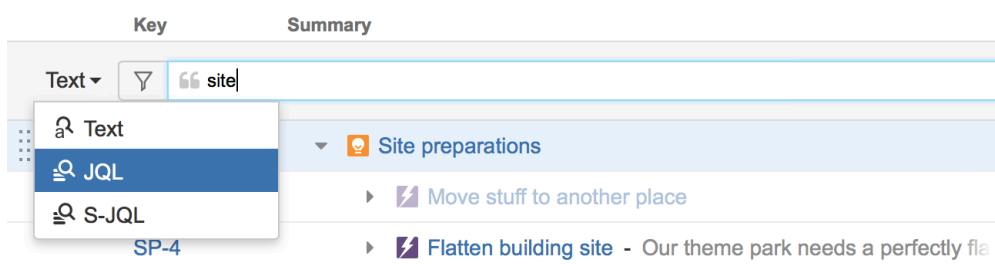 Key Summary
Text site
Text
JQL
S-JQL
Site preparations
Move stuff to another place
SP-4 Flatten building site - Our theme park needs a perfectly fla